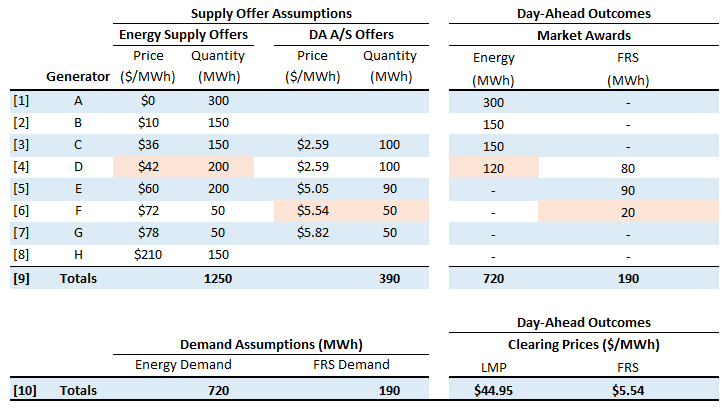 Supply Offer Assumptions Day-Ahead Outcomes
Energy Supply Offers DA A/S Offers Market Awards
Price Quantity Price Quantity Energy FRS
Generator ($/MWh) (MWh) ($/MWh) (MWh) (MWh) (MWh)
[1] A $0 300 300 -
[2] B $10 150 150 -
[3] C $36 150 $2.59 100 150 -
[4] D $42 200 $2.59 100 120 80
[5] E $60 200 $5.05 90 - 90
[6] F $72 50 $5.54 50 - 20
[7] G $78 50 $5.82 50 - -
[8] H $210 150 - -
[9] Totals 1250 390 720 190
Day-Ahead Outcomes
Demand Assumptions (MWh) Clearing Prices ($/MWh)
Energy Demand FRS Demand LMP FRS
[10] Totals 720 190 $44.95 $5.54